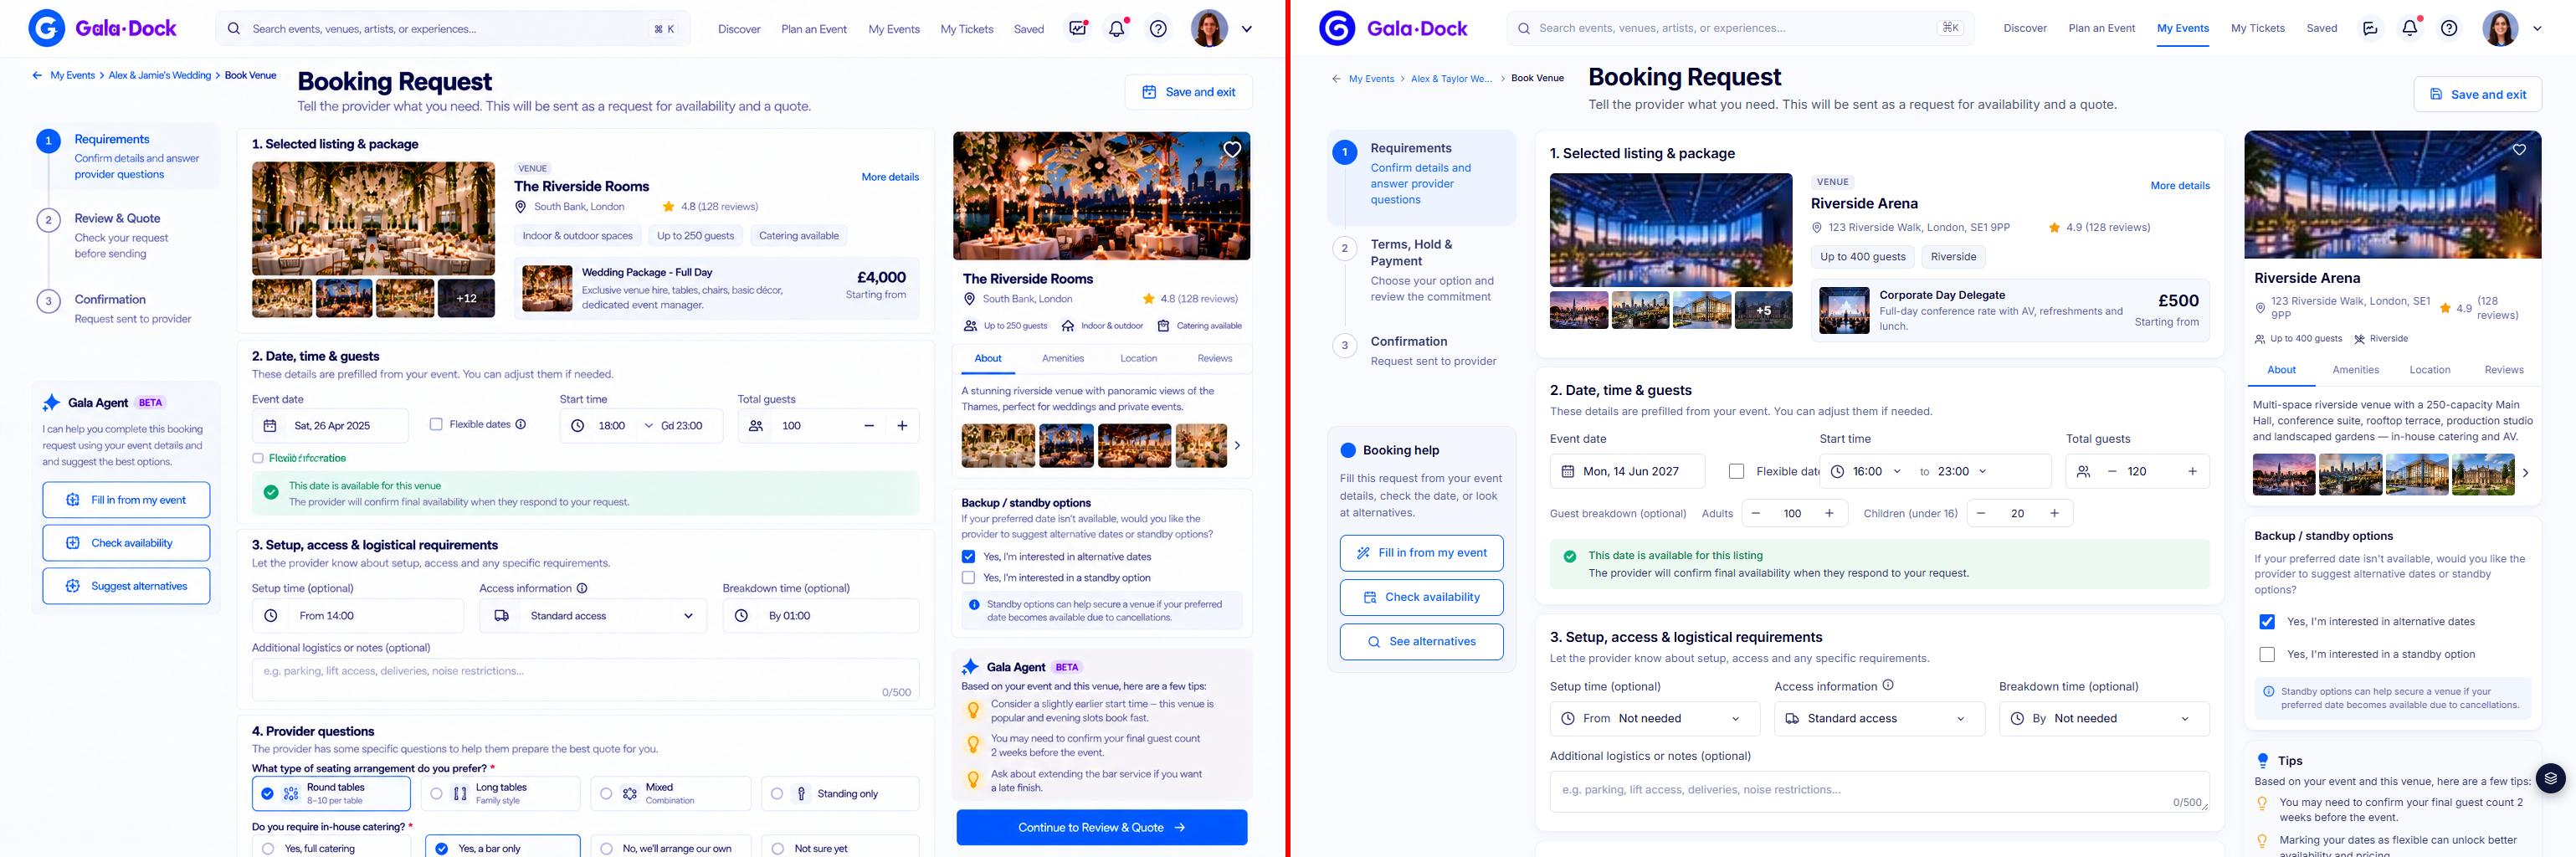 Gala·Dock
Search events, venues, artists, or experiences...
⌘ K
Discover
Plan an Event
My Events
My Tickets
Saved
← My Events > Alex & Jamie's Wedding > Book Venue
Booking Request
Tell the provider what you need. This will be sent as a request for availability and a quote.
Save and exit
1
Requirements
Confirm details and answer
provider questions
2
Review & Quote
Check your request
before sending
3
Confirmation
Request sent to provider
Gala Agent BETA
I can help you complete this booking
request using your event details and
and suggest the best options.
Fill in from my event
Check availability
Suggest alternatives
1. Selected listing & package
+12
VENUE
The Riverside Rooms
More details
South Bank, London
4.8 (128 reviews)
Indoor & outdoor spaces
Up to 250 guests
Catering available
Wedding Package - Full Day
Exclusive venue hire, tables, chairs, basic décor,
dedicated event manager.
£4,000
Starting from
2. Date, time & guests
These details are prefilled from your event. You can adjust them if needed.
Event date
Sat, 26 Apr 2025
Flexible dates
Start time
18:00
Gd 23:00
Total guests
100
This date is available for this venue
The provider will confirm final availability when they respond to your request.
3. Setup, access & logistical requirements
Let the provider know about setup, access and any specific requirements.
Setup time (optional)
From 14:00
Access information
Standard access
Breakdown time (optional)
By 01:00
Additional logistics or notes (optional)
e.g. parking, lift access, deliveries, noise restrictions...
0/500
4. Provider questions
The provider has some specific questions to help them prepare the best quote for you.
What type of seating arrangement do you prefer? *
Round tables
8–10 per table
Long tables
Family style
Mixed
Combination
Standing only
Do you require in-house catering? *
Yes, full catering
Yes, a bar only
No, we'll arrange our own
Not sure yet
The Riverside Rooms
South Bank, London
4.8 (128 reviews)
Up to 250 guests
Indoor & outdoor
Catering available
About
Amenities
Location
Reviews
A stunning riverside venue with panoramic views of the
Thames, perfect for weddings and private events.
Backup / standby options
If your preferred date isn't available, would you like the
provider to suggest alternative dates or standby options?
Yes, I'm interested in alternative dates
Yes, I'm interested in a standby option
Standby options can help secure a venue if your preferred
date becomes available due to cancellations.
Gala Agent BETA
Based on your event and this venue, here are a few tips:
Consider a slightly earlier start time – this venue is
popular and evening slots book fast.
You may need to confirm your final guest count
2 weeks before the event.
Ask about extending the bar service if you want
a late finish.
Continue to Review & Quote →
Gala·Dock
Search events, venues, artists, or experiences...
⌘K
Discover
Plan an Event
My Events
My Tickets
Saved
← My Events > Alex & Taylor We... > Book Venue
Booking Request
Tell the provider what you need. This will be sent as a request for availability and a quote.
Save and exit
1
Requirements
Confirm details and
answer provider
questions
2
Terms, Hold &
Payment
Choose your option and
review the commitment
3
Confirmation
Request sent to provider
Booking help
Fill this request from your event
details, check the date, or look
at alternatives.
Fill in from my event
Check availability
See alternatives
1. Selected listing & package
+5
VENUE
Riverside Arena
More details
123 Riverside Walk, London, SE1 9PP
4.9 (128 reviews)
Up to 400 guests
Riverside
Corporate Day Delegate
Full-day conference rate with AV, refreshments and
lunch.
£500
Starting from
2. Date, time & guests
These details are prefilled from your event. You can adjust them if needed.
Event date
Mon, 14 Jun 2027
Flexible date
Start time
16:00
to 23:00
Total guests
120
Guest breakdown (optional)
Adults
100
Children (under 16)
20
This date is available for this listing
The provider will confirm final availability when they respond to your request.
3. Setup, access & logistical requirements
Let the provider know about setup, access and any specific requirements.
Setup time (optional)
From Not needed
Access information
Standard access
Breakdown time (optional)
By Not needed
Additional logistics or notes (optional)
e.g. parking, lift access, deliveries, noise restrictions...
0/500
Riverside Arena
123 Riverside Walk, London, SE1
9PP
4.9 (128
reviews)
Up to 400 guests
Riverside
About
Amenities
Location
Reviews
Multi-space riverside venue with a 250-capacity Main
Hall, conference suite, rooftop terrace, production studio
and landscaped gardens — in-house catering and AV.
Backup / standby options
If your preferred date isn't available, would you like the
provider to suggest alternative dates or standby
options?
Yes, I'm interested in alternative dates
Yes, I'm interested in a standby option
Standby options can help secure a venue if your
preferred date becomes available due to cancellations.
Tips
Based on your event and this venue, here are a few tips:
You may need to confirm your final guest count 2
weeks before the event.
Marking your dates as flexible can unlock better
availability and pricing.